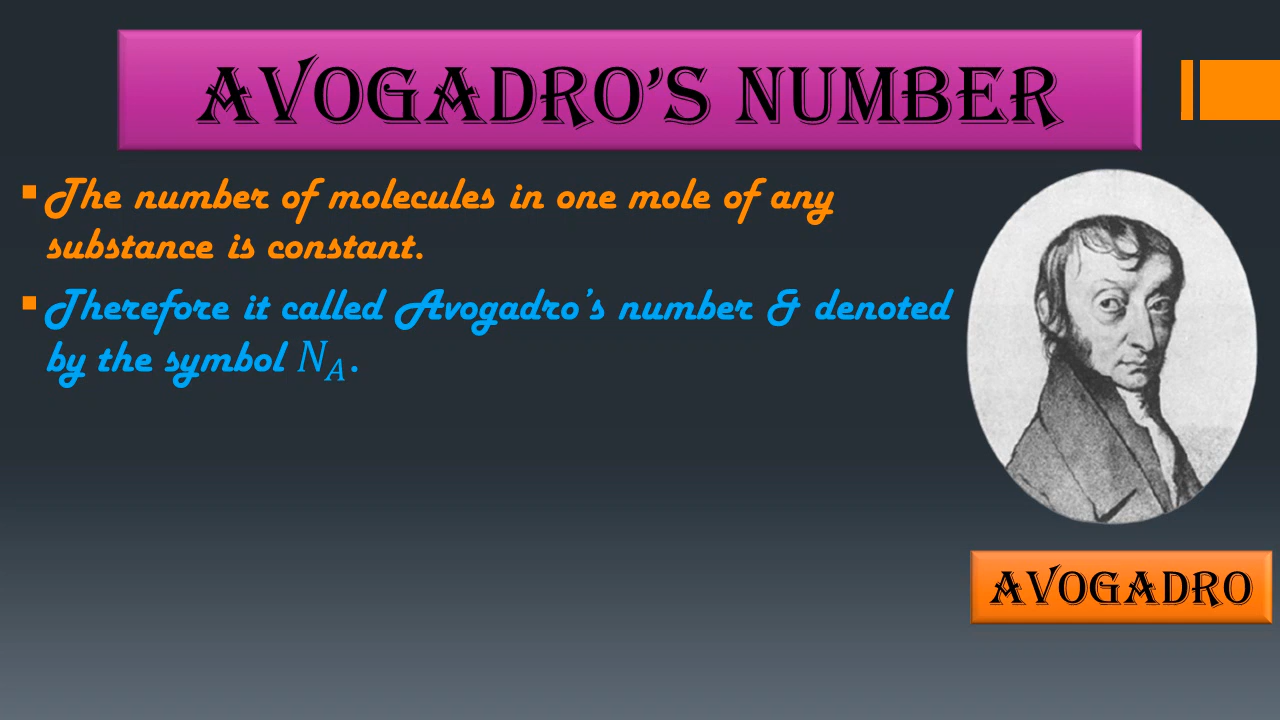 AVOGADRO’S NUMBER
▪ The number of molecules in one mole of any
substance is constant.
▪ Therefore it called Avogadro’s number & denoted
by the symbol N_A.
AVOGADRO